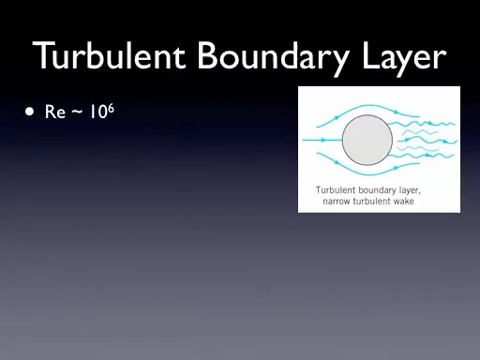 Turbulent Boundary Layer
• Re ~ 10⁶
Turbulent boundary layer,
narrow turbulent wake